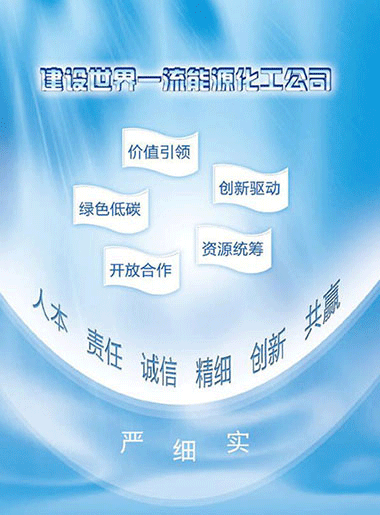 建设世界一流能源化工公司
价值引领
创新驱动
绿色低碳
资源统筹
开放合作
人本 责任 诚信 精细 创新 共赢
严细实